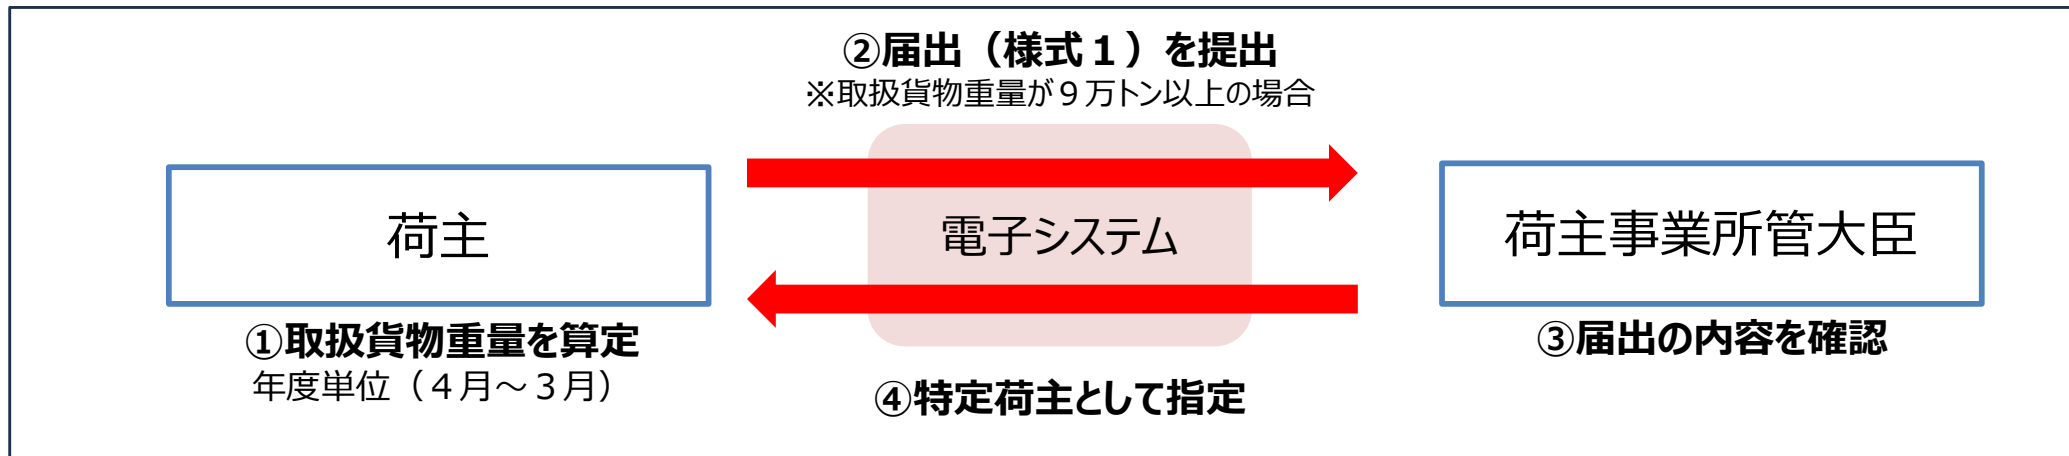 ②届出（様式１）を提出
※取扱貨物重量が９万トン以上の場合
荷主
電子システム
荷主事業所管大臣
①取扱貨物重量を算定
年度単位（４月～３月）
③届出の内容を確認
④特定荷主として指定